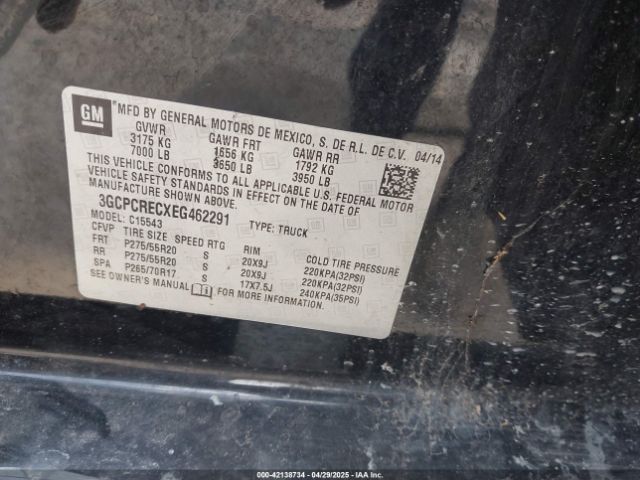 GM
MFD BY GENERAL MOTORS DE MEXICO, S. DE R.L. DE C.V. 04/14
GVWR GAWR FRT GAWR RR
3175 KG 1656 KG 1792 KG
7000 LB 3650 LB 3950 LB
THIS VEHICLE CONFORMS TO ALL APPLICABLE U.S. FEDERAL MOTOR
VEHICLE SAFETY STANDARDS IN EFFECT ON THE DATE OF
MANUFACTURE SHOWN ABOVE.
3GCPCRECXEG462291
MODEL: C15543 TYPE: TRUCK
CFVP TIRE SIZE SPEED RTG RIM COLD TIRE PRESSURE
FRT P275/55R20 S 20X9J 220KPA(32PSI)
RR P275/55R20 S 20X9J 220KPA(32PSI)
SPA P265/70R17 S 17X7.5J 240KPA(35PSI)
SEE OWNER'S MANUAL FOR MORE INFORMATION.
000-42138734 - 04/29/2025 - IAAI.COM